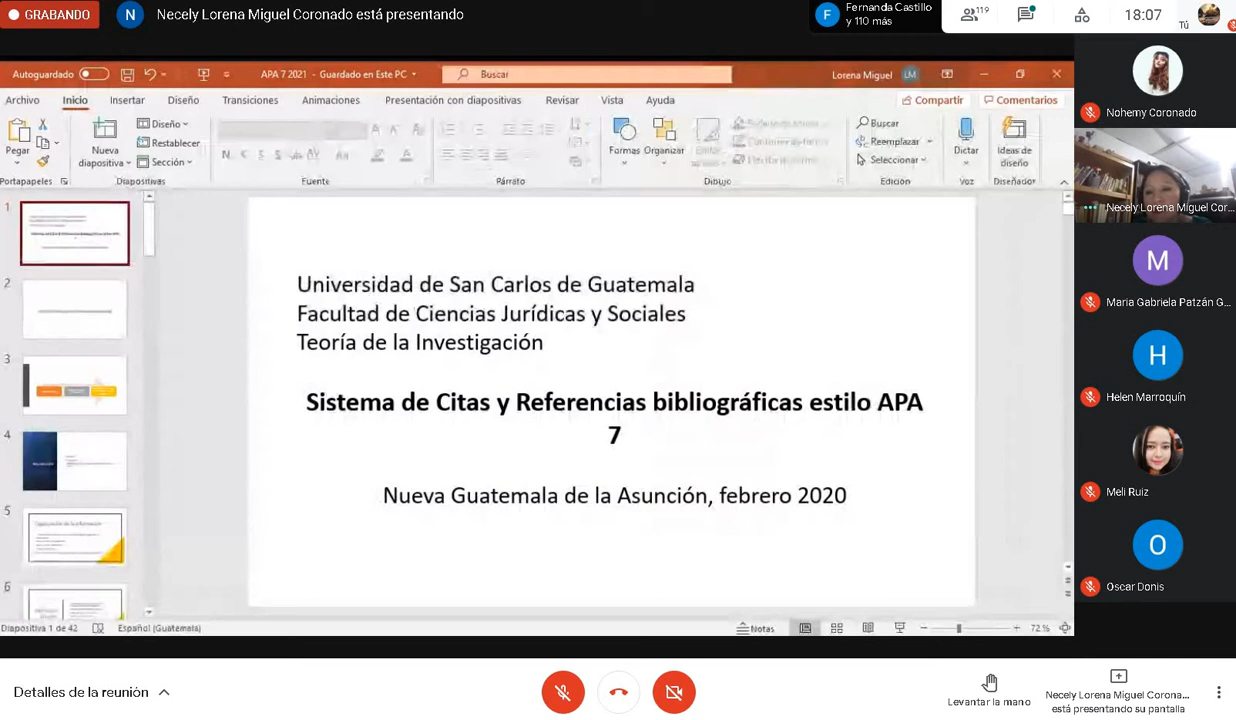 GRABANDO
N
Necely Lorena Miguel Coronado está presentando
F
Fernanda Castillo
y 110 más
119
18:07
Tú
Autoguardado
APA 7 2021 - Guardado en Este PC
Buscar
Lorena Miguel
LM
Archivo
Inicio
Insertar
Diseño
Transiciones
Animaciones
Presentación con diapositivas
Revisar
Vista
Ayuda
Compartir
Comentarios
Pegar
Nueva
diapositiva
Diseño
Restablecer
Sección
Formas
Organizar
Buscar
Reemplazar
Seleccionar
Dictar
Ideas de
diseño
Portapapeles
Diapositivas
Fuente
Párrafo
Dibujo
Edición
Voz
Diseñador
1
2
3
4
5
6
Universidad de San Carlos de Guatemala
Facultad de Ciencias Jurídicas y Sociales
Teoría de la Investigación
Sistema de Citas y Referencias bibliográficas estilo APA
7
Nueva Guatemala de la Asunción, febrero 2020
Diapositiva 1 de 42
Español (Guatemala)
Notas
72 %
Nohemy Coronado
Necely Lorena Miguel Cor...
M
Maria Gabriela Patzán G...
H
Helen Marroquín
Meli Ruiz
O
Oscar Donis
Detalles de la reunión
Levantar la mano
Necely Lorena Miguel Corona...
está presentando su pantalla